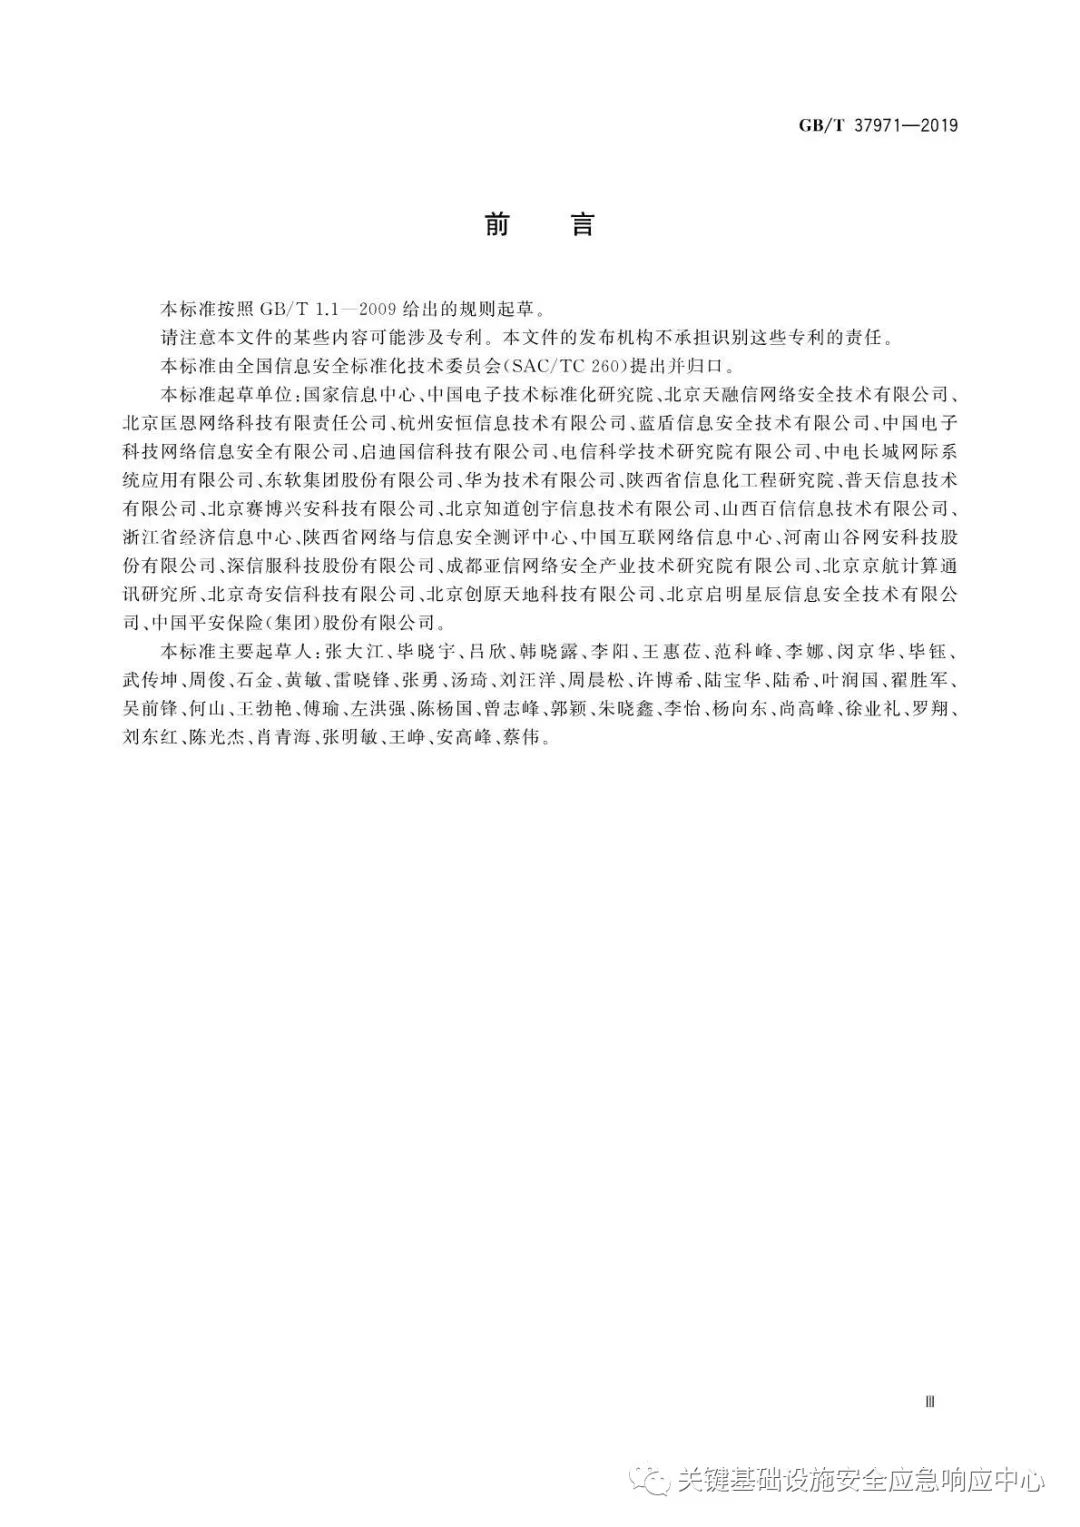 GB/T 37971—2019
前 言
本标准按照 GB/T 1.1—2009 给出的规则起草。
请注意本文件的某些内容可能涉及专利。本文件的发布机构不承担识别这些专利的责任。
本标准由全国信息安全标准化技术委员会(SAC/TC 260)提出并归口。
本标准起草单位:国家信息中心、中国电子技术标准化研究院、北京天融信网络安全技术有限公司、
北京匡恩网络科技有限责任公司、杭州安恒信息技术有限公司、蓝盾信息安全技术有限公司、中国电子
科技网络信息安全有限公司、启迪国信科技有限公司、电信科学技术研究院有限公司、中电长城网际系
统应用有限公司、东软集团股份有限公司、华为技术有限公司、陕西省信息化工程研究院、普天信息技术
有限公司、北京赛博兴安科技有限公司、北京知道创宇信息技术有限公司、山西百信信息技术有限公司、
浙江省经济信息中心、陕西省网络与信息安全测评中心、中国互联网络信息中心、河南山谷网安科技股
份有限公司、深信服科技股份有限公司、成都亚信网络安全产业技术研究院有限公司、北京京航计算通
讯研究所、北京奇安信科技有限公司、北京创原天地科技有限公司、北京启明星辰信息安全技术有限公
司、中国平安保险(集团)股份有限公司。
本标准主要起草人:张大江、毕晓宇、吕欣、韩晓露、李阳、王惠莅、范科峰、李娜、闵京华、毕钰、
武传坤、周俊、石金、黄敏、雷晓锋、张勇、汤琦、刘汪洋、周晨松、许博希、陆宝华、陆希、叶润国、翟胜军、
吴前锋、何山、王勃艳、傅瑜、左洪强、陈杨国、曾志峰、郭颖、朱晓鑫、李怡、杨向东、尚高峰、徐业礼、罗翔、
刘东红、陈光杰、肖青海、张明敏、王峥、安高峰、蔡伟。
Ⅲ
关键基础设施安全应急响应中心